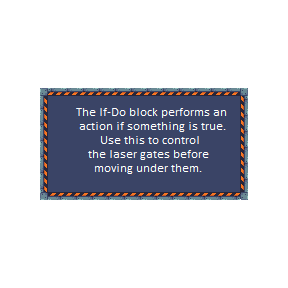 The If-Do block performs an
action if something is true.
Use this to control
the laser gates before
moving under them.